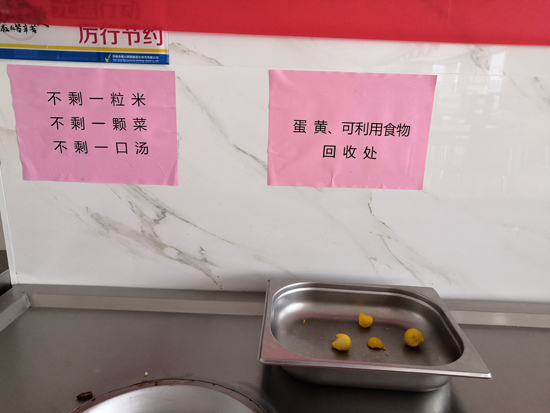 厉行节约
不剩一粒米
不剩一颗菜
不剩一口汤
蛋黄、可利用食物
回收处